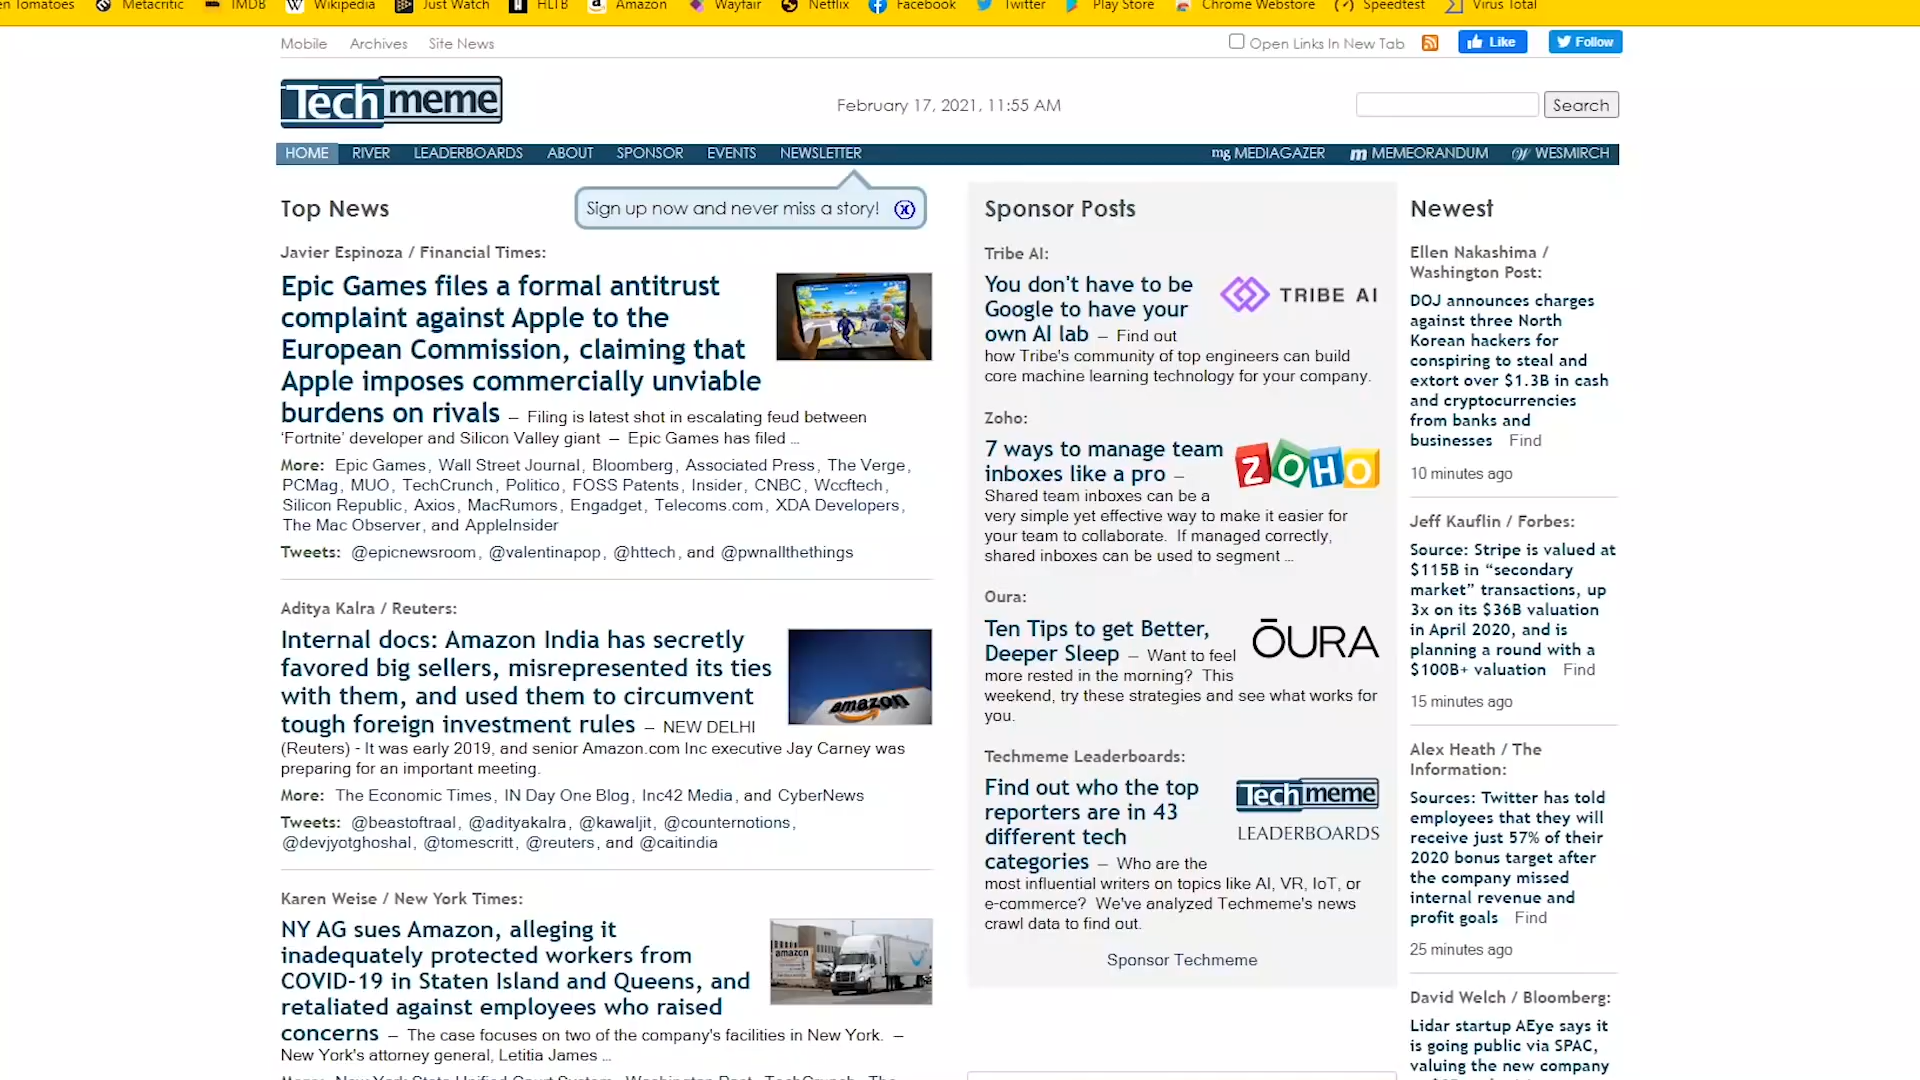 en Tomatoes Metacritic IMDB Wikipedia Just Watch HLTB Amazon Wayfair Netflix Facebook Twitter Play Store Chrome Webstore Speedtest Virus Total
Mobile Archives Site News
Open Links In New Tab Like Follow
Techmeme
February 17, 2021, 11:55 AM
Search
HOME RIVER LEADERBOARDS ABOUT SPONSOR EVENTS NEWSLETTER
mg MEDIAGAZER m MEMEORANDUM W WESMIRCH
Top News
Sign up now and never miss a story!
Javier Espinoza / Financial Times:
Epic Games files a formal antitrust
complaint against Apple to the
European Commission, claiming that
Apple imposes commercially unviable
burdens on rivals – Filing is latest shot in escalating feud between
‘Fortnite’ developer and Silicon Valley giant – Epic Games has filed ...
More: Epic Games, Wall Street Journal, Bloomberg, Associated Press, The Verge,
PCMag, MUO, TechCrunch, Politico, FOSS Patents, Insider, CNBC, Wccftech,
Silicon Republic, Axios, MacRumors, Engadget, Telecoms.com, XDA Developers,
The Mac Observer, and AppleInsider
Tweets: @epicnewsroom, @valentinapop, @httech, and @pwnallthethings
Aditya Kalra / Reuters:
Internal docs: Amazon India has secretly
favored big sellers, misrepresented its ties
with them, and used them to circumvent
tough foreign investment rules – NEW DELHI
(Reuters) - It was early 2019, and senior Amazon.com Inc executive Jay Carney was
preparing for an important meeting.
amazon
More: The Economic Times, IN Day One Blog, Inc42 Media, and CyberNews
Tweets: @beastoftraal, @adityakalra, @kawaljit, @counternotions,
@devjyotghoshal, @tomescritt, @reuters, and @caitindia
Karen Weise / New York Times:
NY AG sues Amazon, alleging it
inadequately protected workers from
COVID-19 in Staten Island and Queens, and
retaliated against employees who raised
concerns – The case focuses on two of the company's facilities in New York. –
New York's attorney general, Letitia James ...
amazon
More: New York State Unified Court System, Washington Post, TechCrunch, The
Sponsor Posts
Tribe AI:
You don't have to be
Google to have your
own AI lab – Find out
how Tribe's community of top engineers can build
core machine learning technology for your company.
TRIBE AI
Zoho:
7 ways to manage team
inboxes like a pro –
Shared team inboxes can be a
very simple yet effective way to make it easier for
your team to collaborate. If managed correctly,
shared inboxes can be used to segment ...
ZOHO
Oura:
Ten Tips to get Better,
Deeper Sleep – Want to feel
more rested in the morning? This
weekend, try these strategies and see what works for
you.
ŌURA
Techmeme Leaderboards:
Find out who the top
reporters are in 43
different tech
categories – Who are the
most influential writers on topics like AI, VR, IoT, or
e-commerce? We've analyzed Techmeme's news
crawl data to find out.
Techmeme
LEADERBOARDS
Sponsor Techmeme
Newest
Ellen Nakashima /
Washington Post:
DOJ announces charges
against three North
Korean hackers for
conspiring to steal and
extort over $1.3B in cash
and cryptocurrencies
from banks and
businesses Find
10 minutes ago
Jeff Kauflin / Forbes:
Source: Stripe is valued at
$115B in “secondary
market” transactions, up
3x on its $36B valuation
in April 2020, and is
planning a round with a
$100B+ valuation Find
15 minutes ago
Alex Heath / The
Information:
Sources: Twitter has told
employees that they will
receive just 57% of their
2020 bonus target after
the company missed
internal revenue and
profit goals Find
25 minutes ago
David Welch / Bloomberg:
Lidar startup AEye says it
is going public via SPAC,
valuing the new company